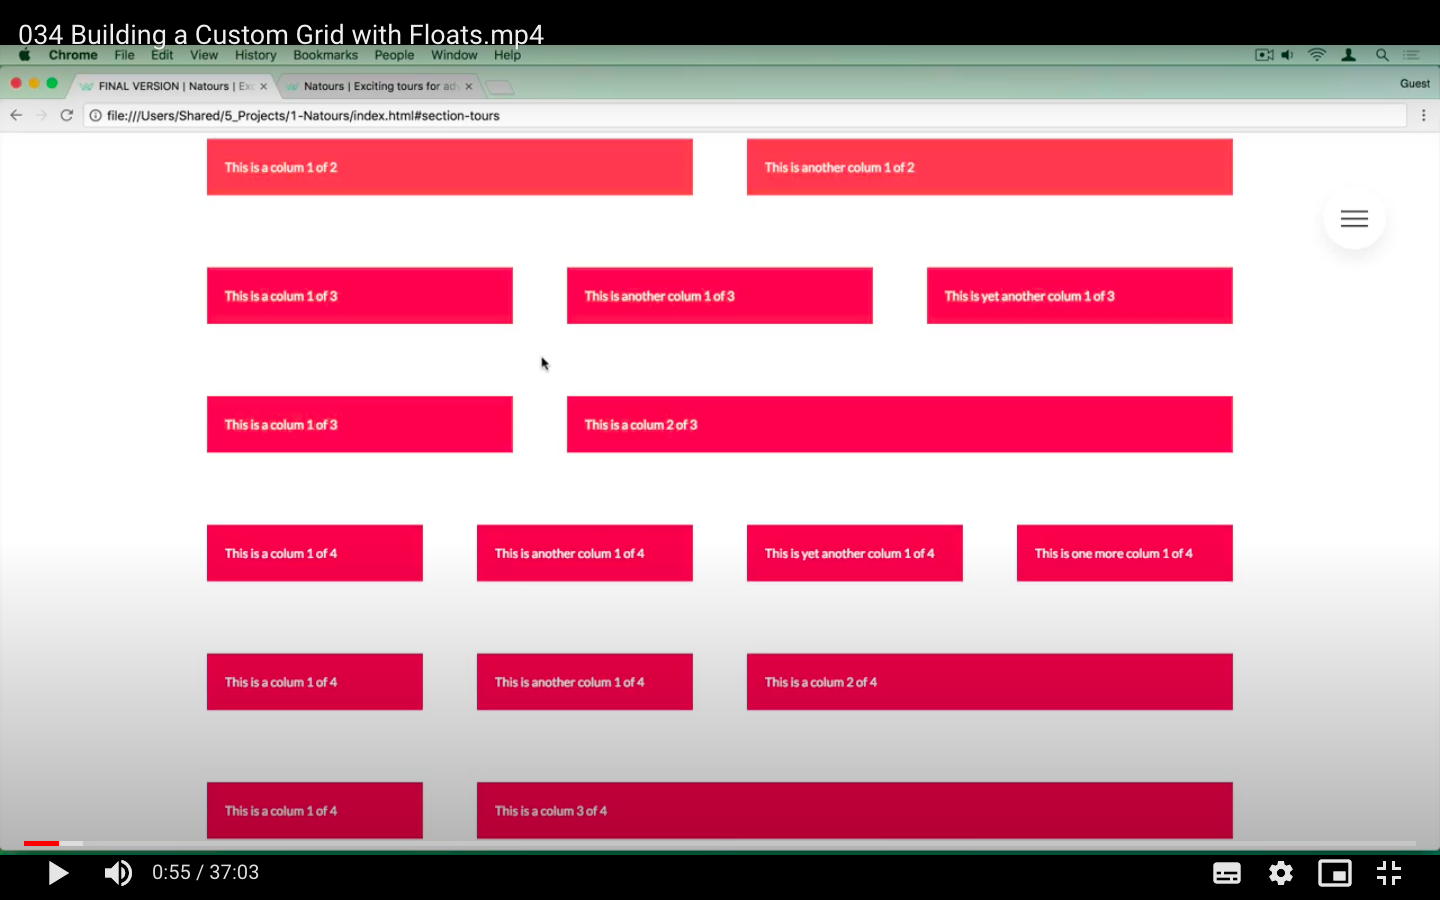 034 Building a Custom Grid with Floats.mp4
Chrome File Edit View History Bookmarks People Window Help
FINAL VERSION | Natours | Exc Natours | Exciting tours for adv Guest
file:///Users/Shared/5_Projects/1-Natours/index.html#section-tours
This is a colum 1 of 2 This is another colum 1 of 2
This is a colum 1 of 3 This is another colum 1 of 3 This is yet another colum 1 of 3
This is a colum 1 of 3 This is a colum 2 of 3
This is a colum 1 of 4 This is another colum 1 of 4 This is yet another colum 1 of 4 This is one more colum 1 of 4
This is a colum 1 of 4 This is another colum 1 of 4 This is a colum 2 of 4
This is a colum 1 of 4 This is a colum 3 of 4
0:55 / 37:03